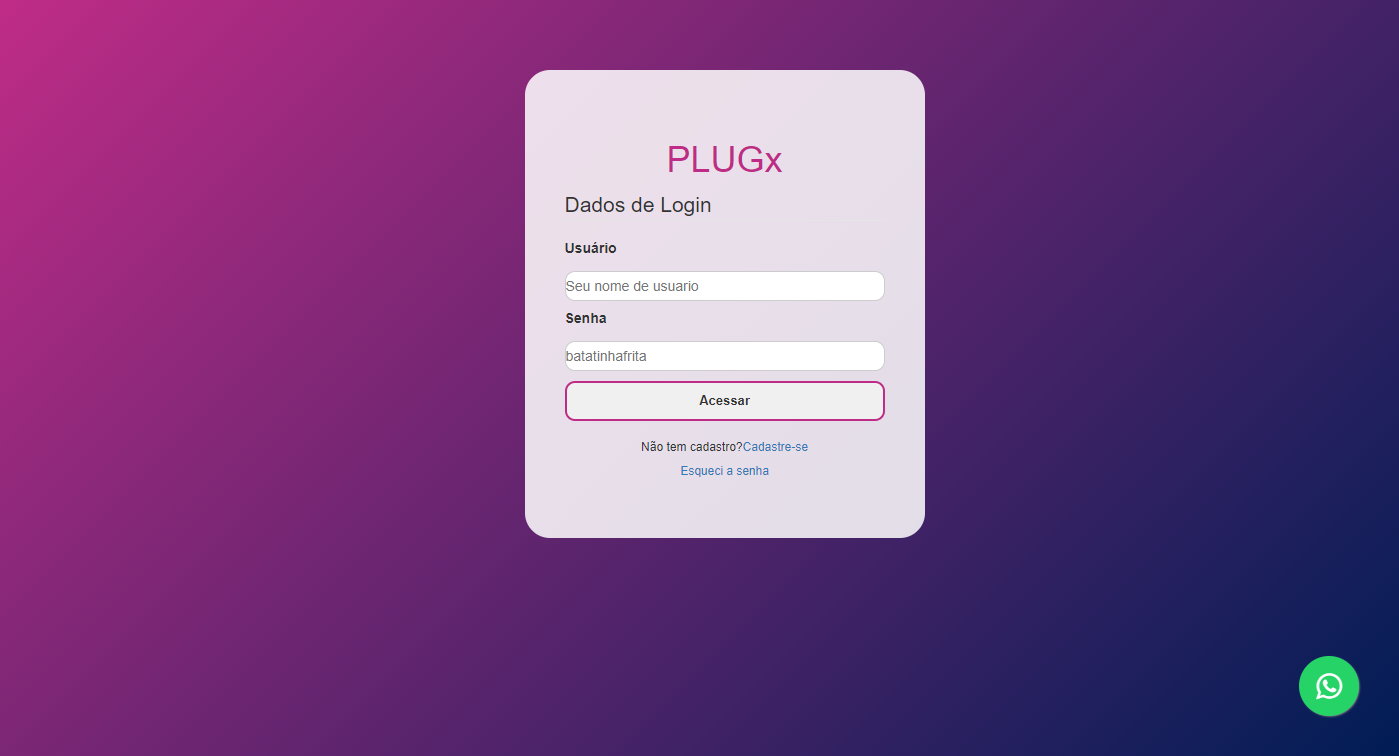 PLUGx
Dados de Login
Usuário
Seu nome de usuario
Senha
batatinhafrita
Acessar
Não tem cadastro?Cadastre-se
Esqueci a senha